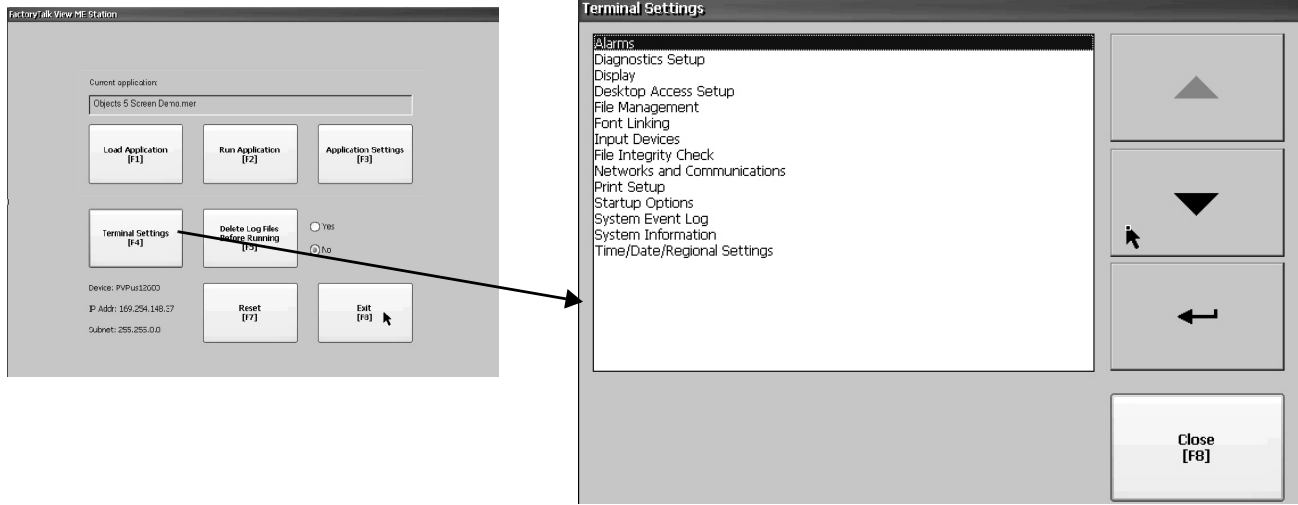 FactoryTalk View ME Station
Current application:
Objects 5 Screen Demo.mer
Load Application
[F1]
Run Application
[F2]
Application Settings
[F3]
Terminal Settings
[F4]
Delete Log Files
Before Running
[F5]
Yes
No
Device: PVPus1200
IP Addr: 169.254.148.37
Subnet: 255.255.0.0
Reset
[F7]
Exit
[F8]
Terminal Settings
Alarms
Diagnostics Setup
Display
Desktop Access Setup
File Management
Font Linking
Input Devices
File Integrity Check
Networks and Communications
Print Setup
Startup Options
System Event Log
System Information
Time/Date/Regional Settings
Close
[F8]